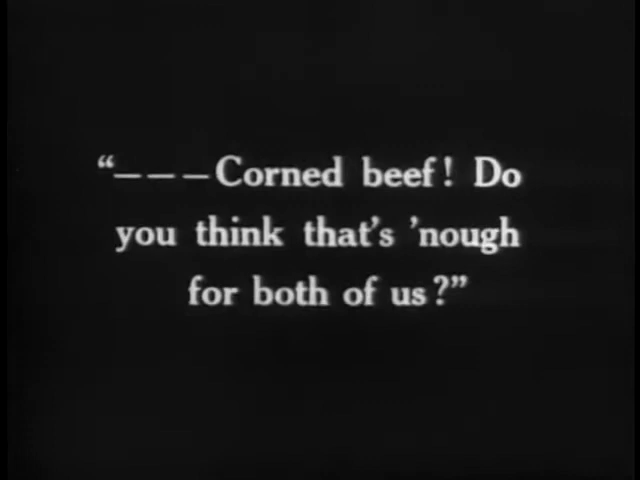 “– – – Corned beef! Do
you think that’s ’nough
for both of us?”